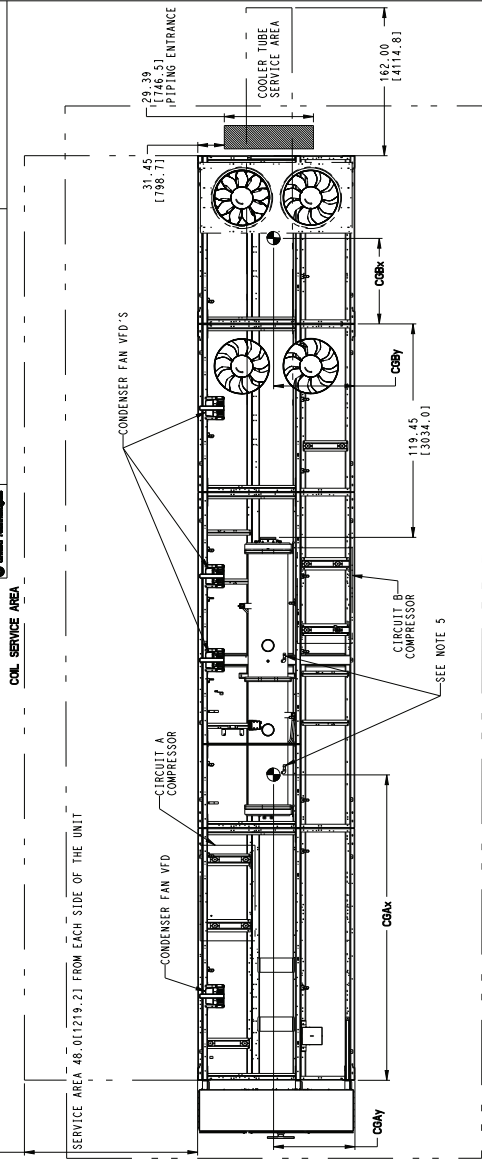 COIL SERVICE AREA
SERVICE AREA 48.0[1219.2] FROM EACH SIDE OF THE UNIT
29.39
[746.5]
PIPING ENTRANCE
31.45
[798.7]
COOLER TUBE
SERVICE AREA
162.00
[4114.8]
CONDENSER FAN VFD'S
CGBx
CGBy
119.45
[3034.0]
CIRCUIT A
COMPRESSOR
CONDENSER FAN VFD
CIRCUIT B
COMPRESSOR
SEE NOTE 5
CGAx
CGAy